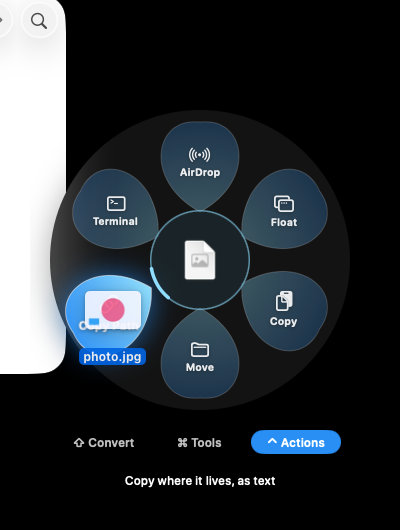 AirDrop
Terminal
Float
Copy
photo.jpg
Move
⇧ Convert
⌘ Tools
^ Actions
Copy where it lives, as text